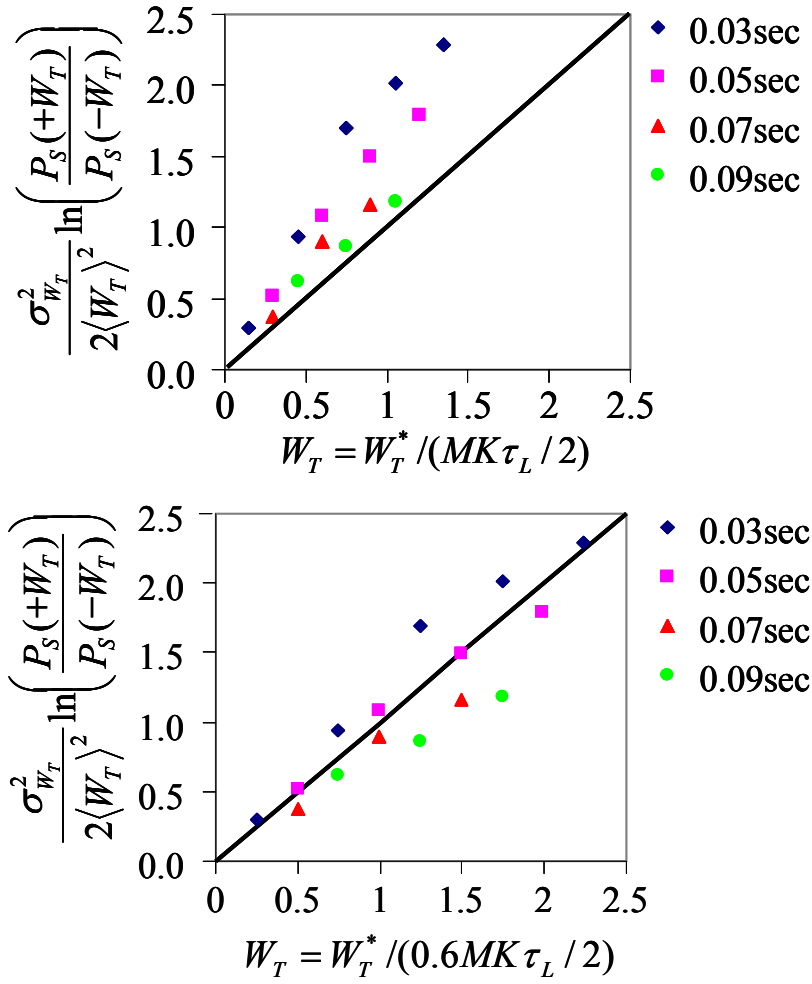 2.5
2.0
1.5
1.0
0.5
0.0
0 0.5 1 1.5 2 2.5
σ²_{W_T} / 2⟨W_T⟩² ln(P_S(+W_T) / P_S(−W_T))
W_T = W_T^* /(MKτ_L / 2)
0.03sec
0.05sec
0.07sec
0.09sec
2.5
2.0
1.5
1.0
0.5
0.0
0 0.5 1 1.5 2 2.5
σ²_{W_T} / 2⟨W_T⟩² ln(P_S(+W_T) / P_S(−W_T))
W_T = W_T^* /(0.6MKτ_L / 2)
0.03sec
0.05sec
0.07sec
0.09sec